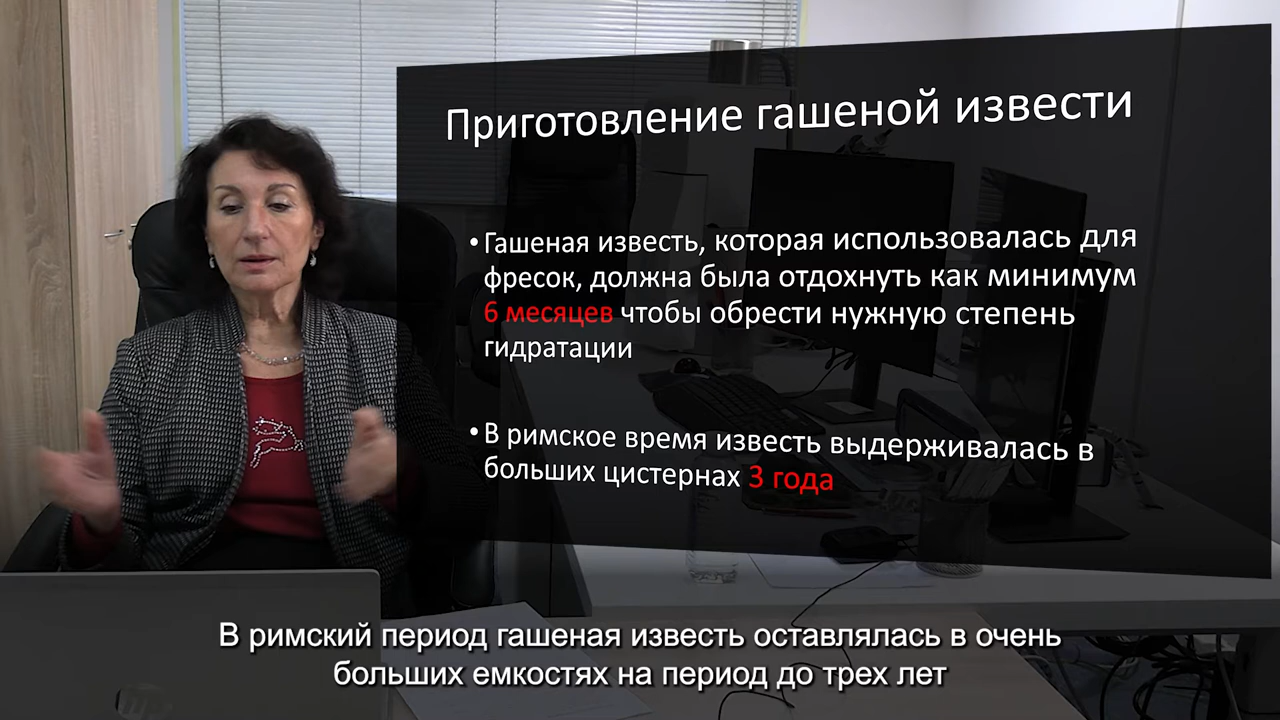 Приготовление гашеной извести
• Гашеная известь, которая использовалась для
фресок, должна была отдохнуть как минимум
6 месяцев чтобы обрести нужную степень
гидратации
• В римское время известь выдерживалась в
больших цистернах 3 года
В римский период гашеная известь оставлялась в очень
больших емкостях на период до трех лет